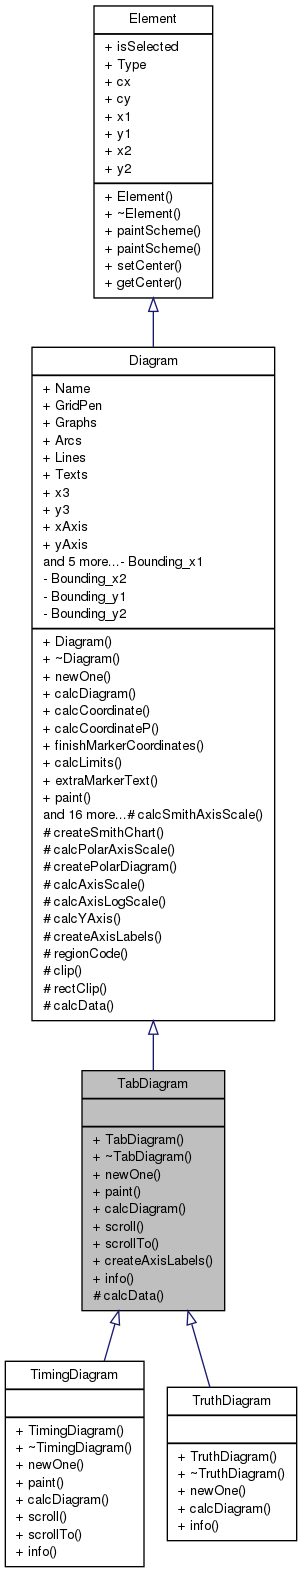 Element
+ isSelected
+ Type
+ cx
+ cy
+ x1
+ y1
+ x2
+ y2
+ Element()
+ ~Element()
+ paintScheme()
+ paintScheme()
+ setCenter()
+ getCenter()
Diagram
+ Name
+ GridPen
+ Graphs
+ Arcs
+ Lines
+ Texts
+ x3
+ y3
+ xAxis
+ yAxis
and 5 more...- Bounding_x1
- Bounding_x2
- Bounding_y1
- Bounding_y2
+ Diagram()
+ ~Diagram()
+ newOne()
+ calcDiagram()
+ calcCoordinate()
+ calcCoordinateP()
+ finishMarkerCoordinates()
+ calcLimits()
+ extraMarkerText()
+ paint()
and 16 more...# calcSmithAxisScale()
# createSmithChart()
# calcPolarAxisScale()
# createPolarDiagram()
# calcAxisScale()
# calcAxisLogScale()
# calcYAxis()
# createAxisLabels()
# regionCode()
# clip()
# rectClip()
# calcData()
TabDiagram
+ TabDiagram()
+ ~TabDiagram()
+ newOne()
+ paint()
+ calcDiagram()
+ scroll()
+ scrollTo()
+ createAxisLabels()
+ info()
# calcData()
TimingDiagram
+ TimingDiagram()
+ ~TimingDiagram()
+ newOne()
+ paint()
+ calcDiagram()
+ scroll()
+ scrollTo()
+ info()
TruthDiagram
+ TruthDiagram()
+ ~TruthDiagram()
+ newOne()
+ calcDiagram()
+ info()